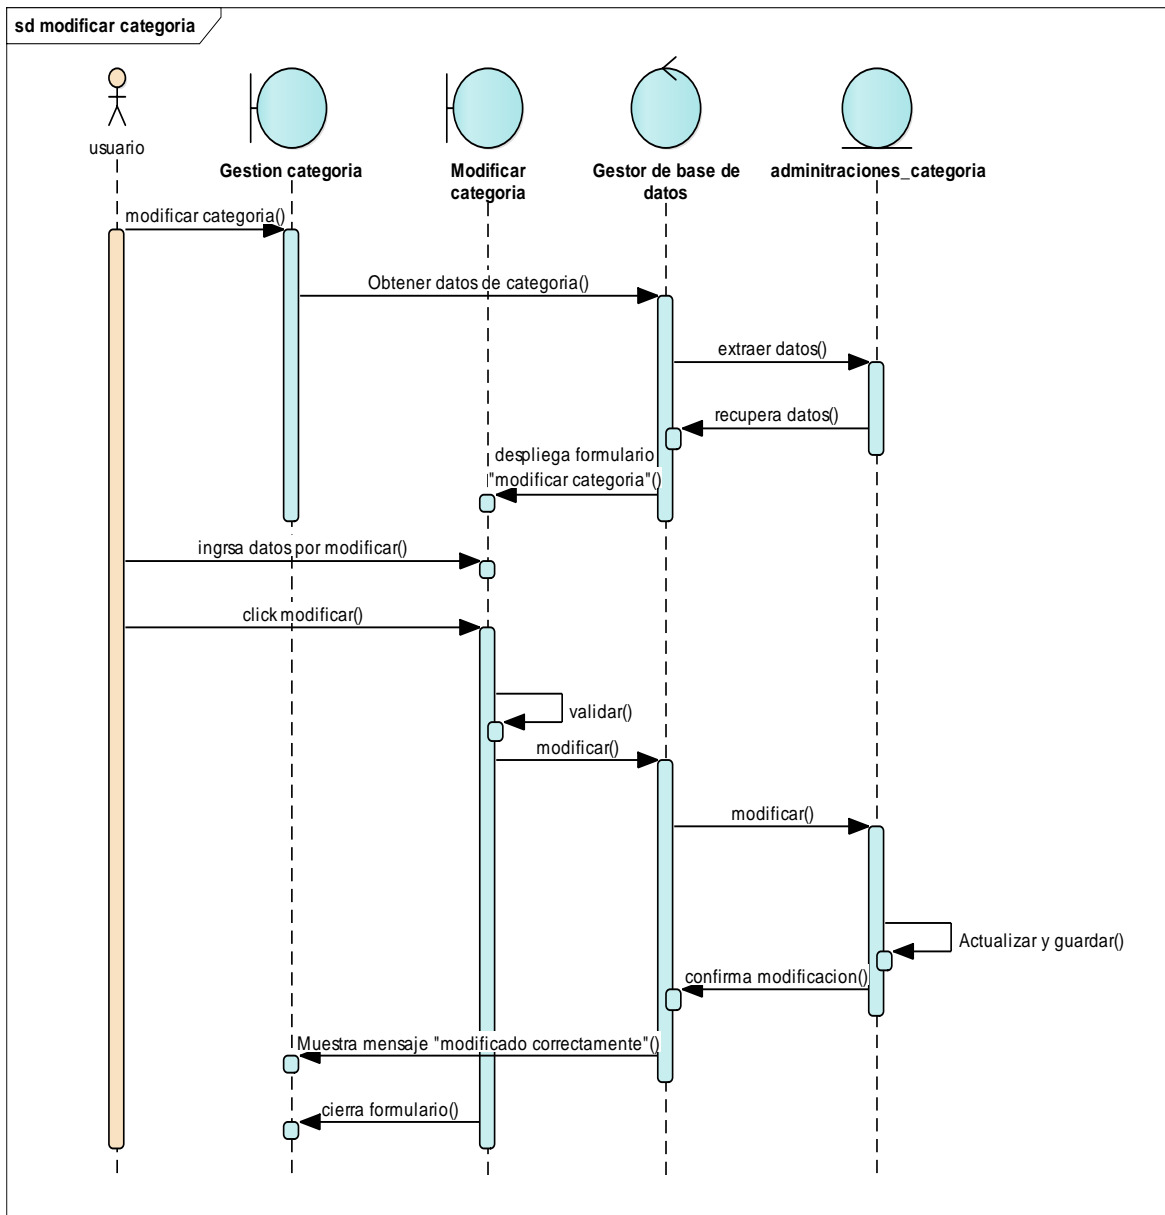 sd modificar categoria
usuario
Gestion categoria
Modificar
categoria
Gestor de base de
datos
adminitraciones_categoria
modificar categoria()
Obtener datos de categoria()
extraer datos()
recupera datos()
despliega formulario
"modificar categoria"()
ingrsa datos por modificar()
click modificar()
validar()
modificar()
modificar()
Actualizar y guardar()
confirma modificacion()
Muestra mensaje "modificado correctamente"()
cierra formulario()